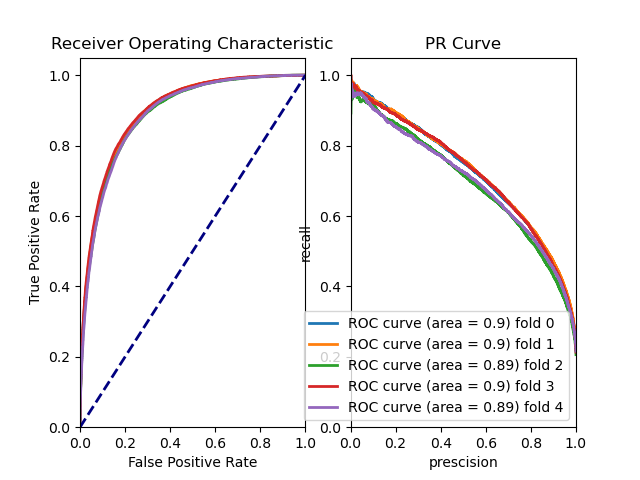 Receiver Operating Characteristic
PR Curve
True Positive Rate
1.0
0.8
0.6
0.4
0.2
0.0
0.0 0.2 0.4 0.6 0.8 1.0
False Positive Rate
recall
1.0
0.8
0.6
0.4
0.2
0.0
0.0 0.2 0.4 0.6 0.8 1.0
prescision
ROC curve (area = 0.9) fold 0
ROC curve (area = 0.9) fold 1
ROC curve (area = 0.89) fold 2
ROC curve (area = 0.9) fold 3
ROC curve (area = 0.89) fold 4